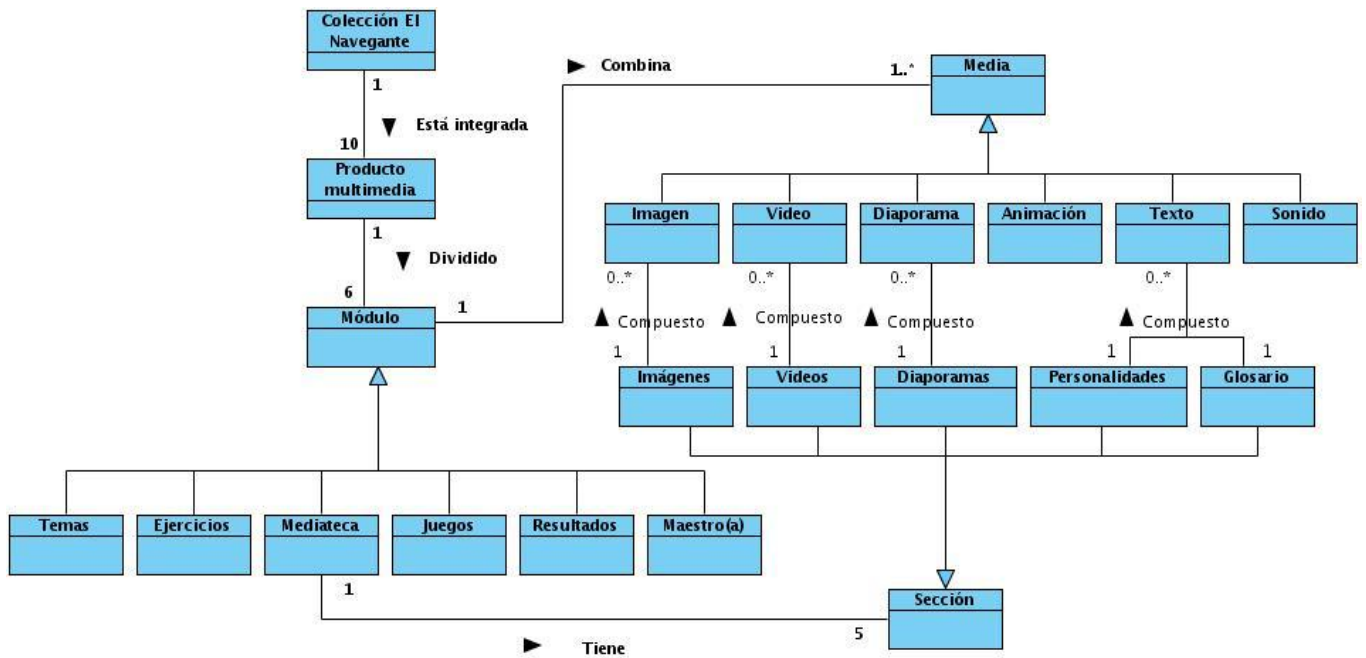 Colección El
Navegante
1
Está integrada
10
Producto
multimedia
1
Dividido
6
Módulo
1
Combina
1..*
Media
Imagen
Video
Diaporama
Animación
Texto
Sonido
0..*
0..*
0..*
0..*
Compuesto
Compuesto
Compuesto
Compuesto
1
1
1
1
1
Imágenes
Videos
Diaporamas
Personalidades
Glosario
Temas
Ejercicios
Mediateca
Juegos
Resultados
Maestro(a)
1
Tiene
5
Sección